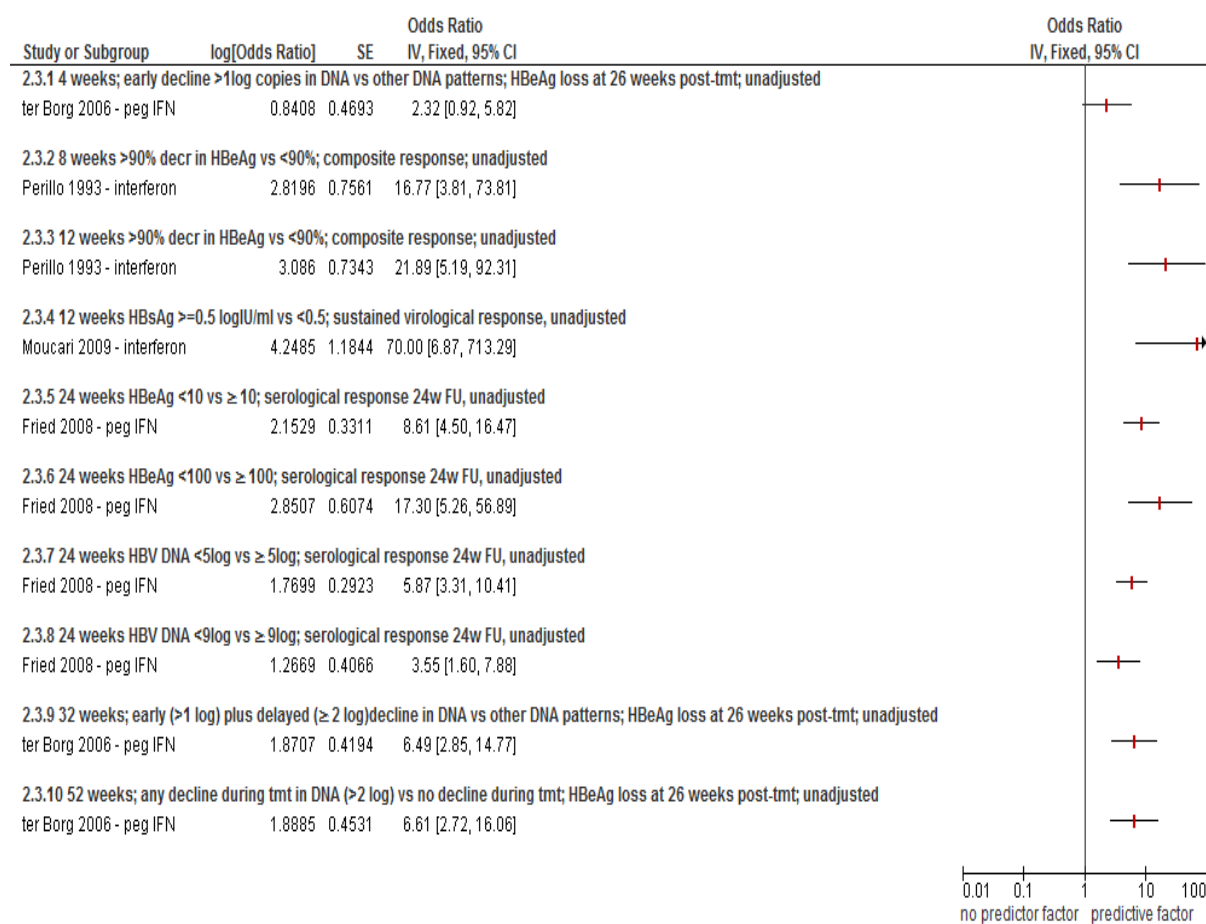 Odds Ratio Odds Ratio
Study or Subgroup log[Odds Ratio] SE IV, Fixed, 95% CI IV, Fixed, 95% CI
2.3.1 4 weeks; early decline >1log copies in DNA vs other DNA patterns; HBeAg loss at 26 weeks post-tmt; unadjusted
ter Borg 2006 - peg IFN 0.8408 0.4693 2.32 [0.92, 5.82]
2.3.2 8 weeks >90% decr in HBeAg vs <90%; composite response; unadjusted
Perillo 1993 - interferon 2.8196 0.7561 16.77 [3.81, 73.81]
2.3.3 12 weeks >90% decr in HBeAg vs <90%; composite response; unadjusted
Perillo 1993 - interferon 3.086 0.7343 21.89 [5.19, 92.31]
2.3.4 12 weeks HBsAg >=0.5 logIU/ml vs <0.5; sustained virological response, unadjusted
Moucari 2009 - interferon 4.2485 1.1844 70.00 [6.87, 713.29]
2.3.5 24 weeks HBeAg <10 vs ≥ 10; serological response 24w FU, unadjusted
Fried 2008 - peg IFN 2.1529 0.3311 8.61 [4.50, 16.47]
2.3.6 24 weeks HBeAg <100 vs ≥ 100; serological response 24w FU, unadjusted
Fried 2008 - peg IFN 2.8507 0.6074 17.30 [5.26, 56.89]
2.3.7 24 weeks HBV DNA <5log vs ≥ 5log; serological response 24w FU, unadjusted
Fried 2008 - peg IFN 1.7699 0.2923 5.87 [3.31, 10.41]
2.3.8 24 weeks HBV DNA <9log vs ≥ 9log; serological response 24w FU, unadjusted
Fried 2008 - peg IFN 1.2669 0.4066 3.55 [1.60, 7.88]
2.3.9 32 weeks; early (>1 log) plus delayed (≥ 2 log)decline in DNA vs other DNA patterns; HBeAg loss at 26 weeks post-tmt; unadjusted
ter Borg 2006 - peg IFN 1.8707 0.4194 6.49 [2.85, 14.77]
2.3.10 52 weeks; any decline during tmt in DNA (>2 log) vs no decline during tmt; HBeAg loss at 26 weeks post-tmt; unadjusted
ter Borg 2006 - peg IFN 1.8885 0.4531 6.61 [2.72, 16.06]
0.01 0.1 1 10 100
no predictor factor predictive factor